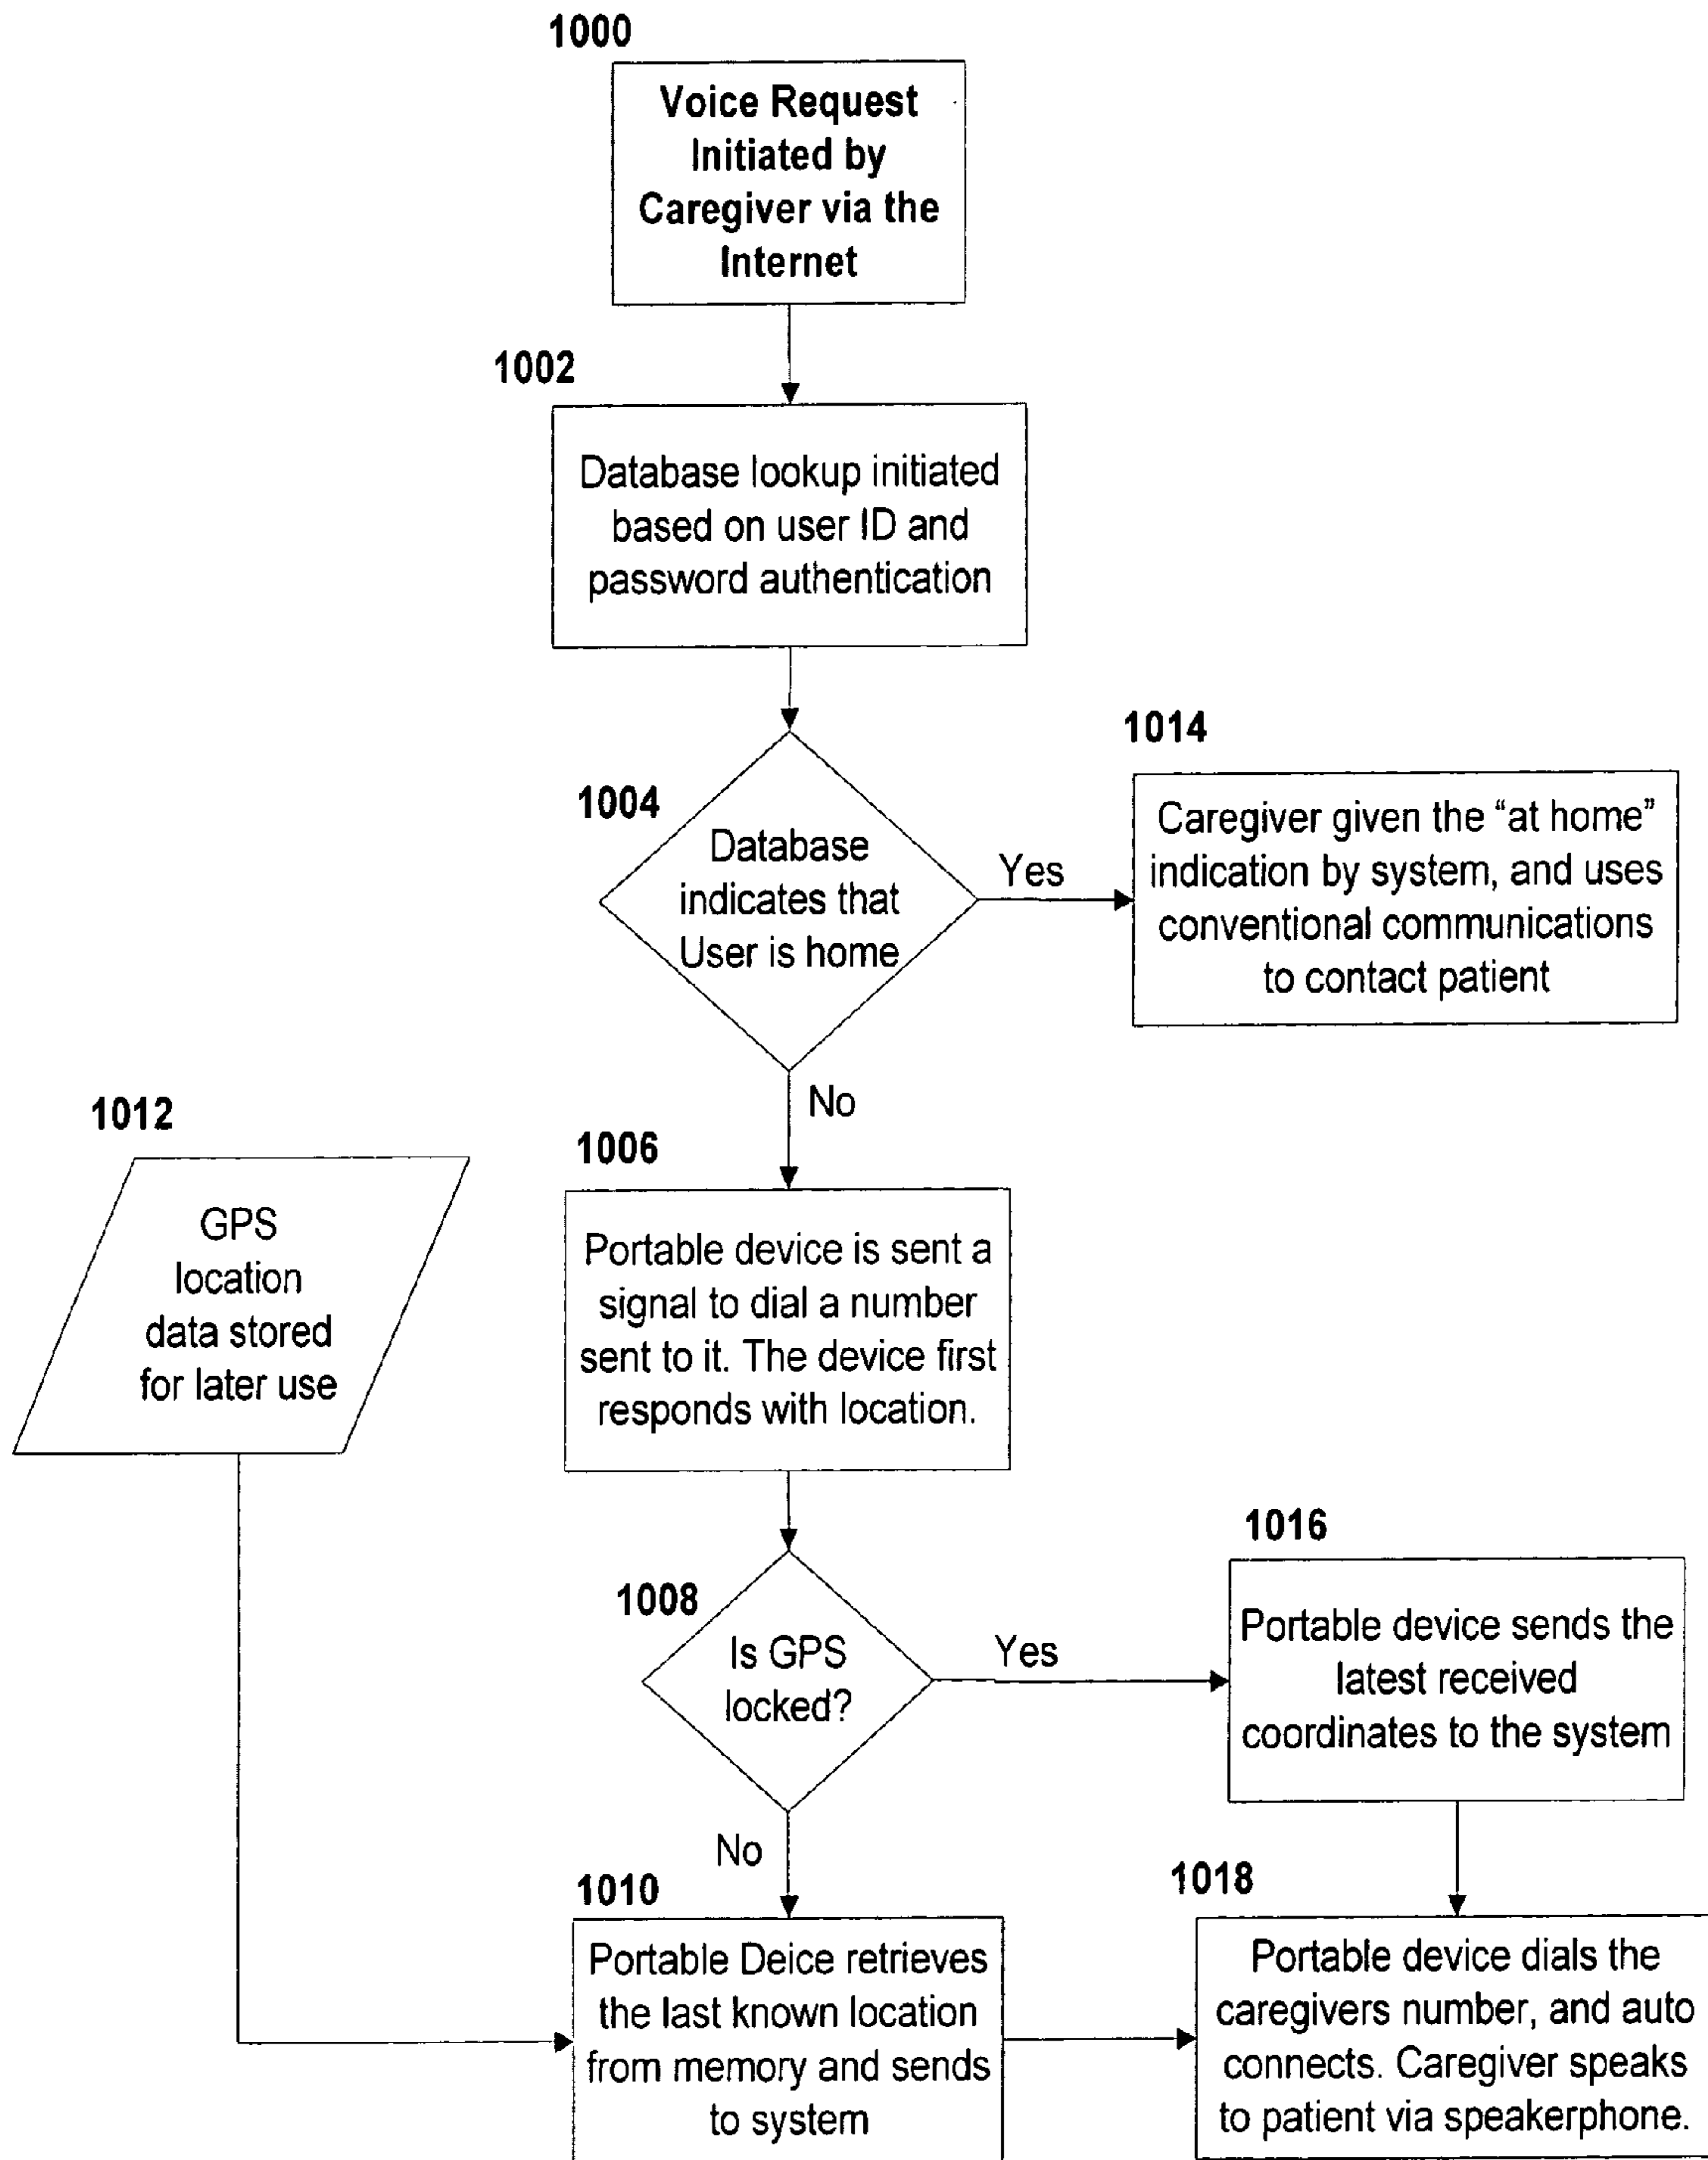 1000
Voice Request
Initiated by
Caregiver via the
Internet
1002
Database lookup initiated
based on user ID and
password authentication
1004
Database
indicates that
User is home
Yes
1014
Caregiver given the “at home”
indication by system, and uses
conventional communications
to contact patient
No
1012
GPS
location
data stored
for later use
1006
Portable device is sent a
signal to dial a number
sent to it. The device first
responds with location.
1008
Is GPS
locked?
Yes
1016
Portable device sends the
latest received
coordinates to the system
No
1010
Portable Deice retrieves
the last known location
from memory and sends
to system
1018
Portable device dials the
caregivers number, and auto
connects. Caregiver speaks
to patient via speakerphone.